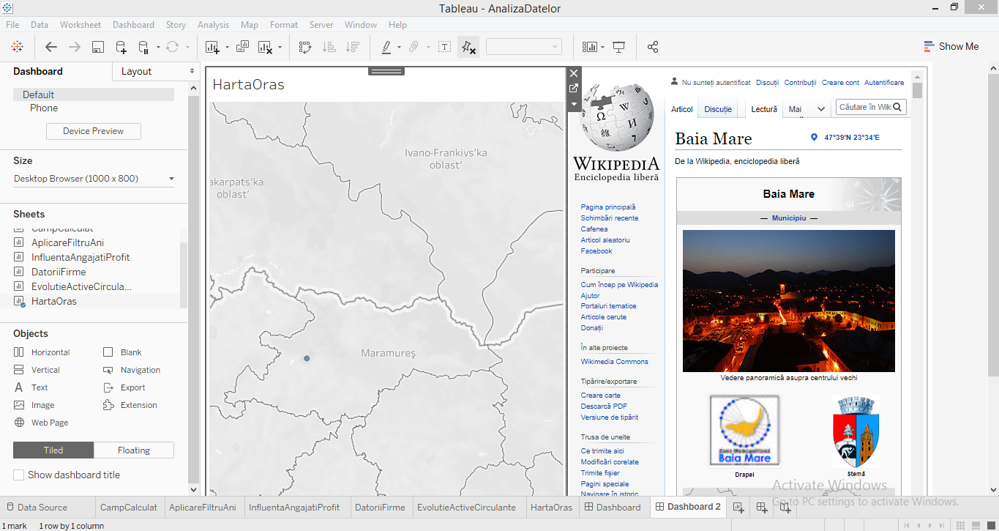 Tableau - AnalizaDatelor
File Data Worksheet Dashboard Story Analysis Map Format Server Window Help
Show Me
Dashboard
Layout
Default
Phone
Device Preview
Size
Desktop Browser (1000 x 800)
Sheets
CampCalculat
AplicareFiltruAni
InfluentaAngajatiProfit
DatoriiFirme
EvolutieActiveCircula...
HartaOras
Objects
Horizontal
Blank
Vertical
Navigation
Text
Export
Image
Extension
Web Page
Tiled
Floating
Show dashboard title
HartaOras
Ivano-Frankivs'ka
oblast'
akarpats'ka
oblast'
Maramureş
WIKIPEDIA
Enciclopedia liberă
Pagina principală
Schimbări recente
Cafenea
Articol aleatoriu
Facebook
Participare
Cum încep pe Wikipedia
Ajutor
Portaluri tematice
Articole cerute
Donații
În alte proiecte
Wikimedia Commons
Tipărire/exportare
Creare carte
Descarcă PDF
Versiune de tipărit
Trusa de unelte
Ce trimite aici
Modificări corelate
Trimite fișier
Pagini speciale
Navigare în istoric
Nu sunteți autentificat Discuții Contribuții Creare cont Autentificare
Articol Discuție Lectură Mai Căutare în Wiki
Baia Mare
47°39′N 23°34′E
De la Wikipedia, enciclopedia liberă
Baia Mare
— Municipiu —
Vedere panoramică asupra centrului vechi
Baia Mare
Drapel
Stemă
Activate Windows
Go to PC settings to activate Windows.
Data Source CampCalculat AplicareFiltruAni InfluentaAngajatiProfit DatoriiFirme EvolutieActiveCirculante HartaOras Dashboard Dashboard 2
1 mark 1 row by 1 column